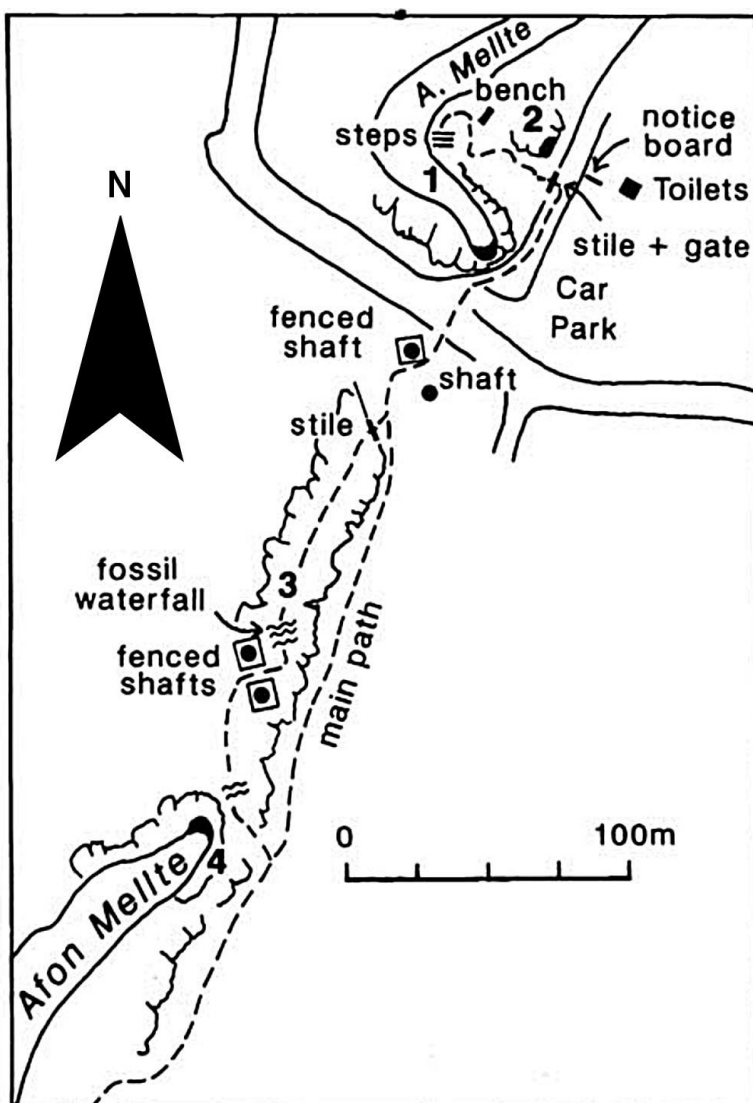 A. Mellte
bench
2
notice
board
steps
1
Toilets
stile + gate
N
Car
Park
fenced
shaft
shaft
stile
3
fossil
waterfall
fenced
shafts
main path
0 100m
4
Afon Mellte